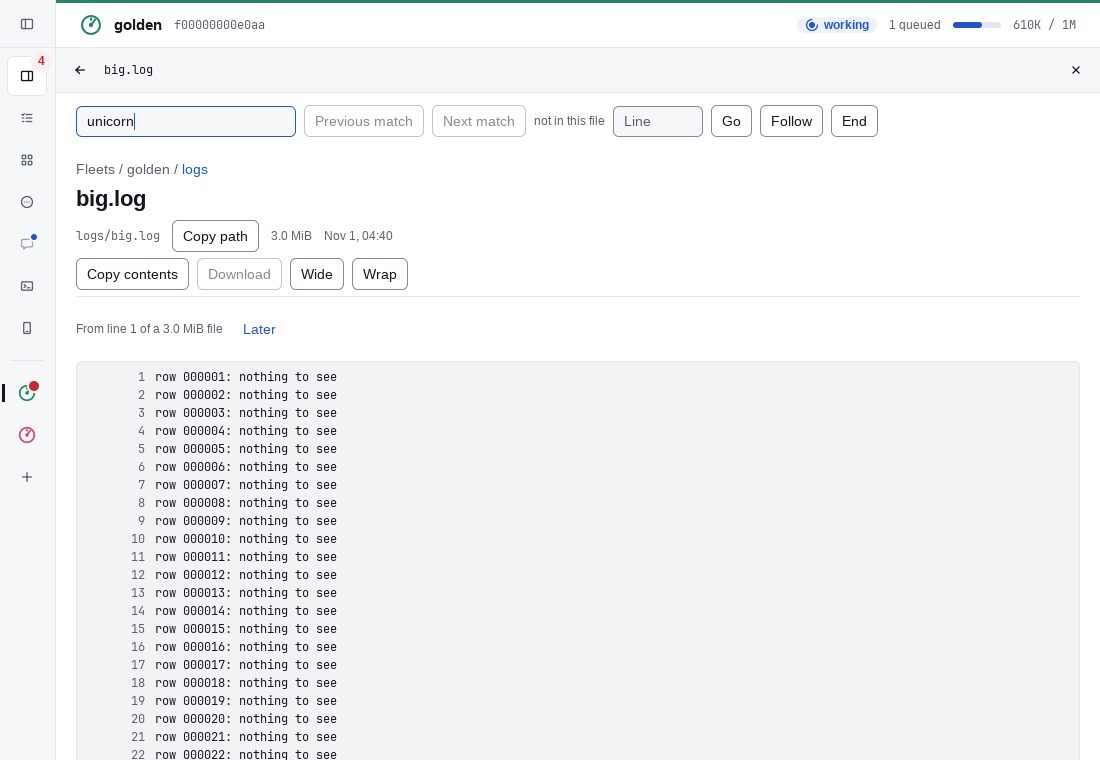 golden f00000000e0aa working 1 queued 610K / 1M
4
big.log
unicorn Previous match Next match not in this file Line Go Follow End
Fleets / golden / logs
big.log
logs/big.log Copy path 3.0 MiB Nov 1, 04:40
Copy contents Download Wide Wrap
From line 1 of a 3.0 MiB file Later
1 row 000001: nothing to see
2 row 000002: nothing to see
3 row 000003: nothing to see
4 row 000004: nothing to see
5 row 000005: nothing to see
6 row 000006: nothing to see
7 row 000007: nothing to see
8 row 000008: nothing to see
9 row 000009: nothing to see
10 row 000010: nothing to see
11 row 000011: nothing to see
12 row 000012: nothing to see
13 row 000013: nothing to see
14 row 000014: nothing to see
15 row 000015: nothing to see
16 row 000016: nothing to see
17 row 000017: nothing to see
18 row 000018: nothing to see
19 row 000019: nothing to see
20 row 000020: nothing to see
21 row 000021: nothing to see
22 row 000022: nothing to see